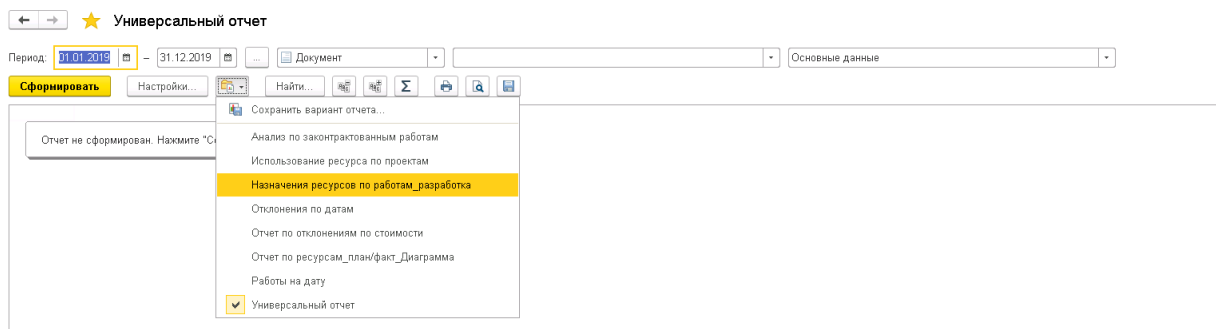 Универсальный отчет
Период: 01.01.2019 – 31.12.2019 ... Документ Основные данные
Сформировать Настройки... Найти... Σ
Сохранить вариант отчета...
Отчет не сформирован. Нажмите "С
Анализ по законтрактованным работам
Использование ресурса по проектам
Назначения ресурсов по работам_разработка
Отклонения по датам
Отчет по отклонениям по стоимости
Отчет по ресурсам_план/факт_Диаграмма
Работы на дату
Универсальный отчет